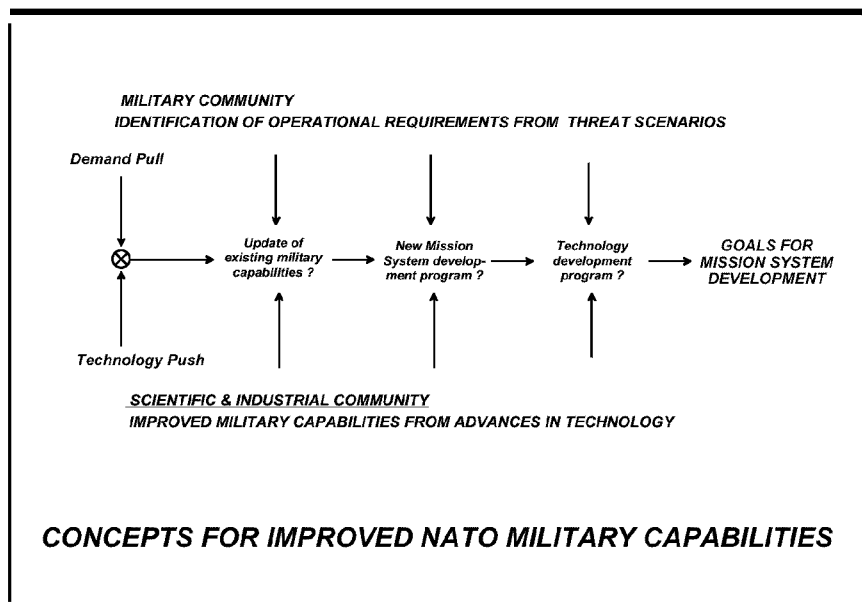 MILITARY COMMUNITY
IDENTIFICATION OF OPERATIONAL REQUIREMENTS FROM THREAT SCENARIOS
Demand Pull
Update of
existing military
capabilities ?
New Mission
System develop-
ment program ?
Technology
development
program ?
GOALS FOR
MISSION SYSTEM
DEVELOPMENT
Technology Push
SCIENTIFIC & INDUSTRIAL COMMUNITY
IMPROVED MILITARY CAPABILITIES FROM ADVANCES IN TECHNOLOGY
CONCEPTS FOR IMPROVED NATO MILITARY CAPABILITIES